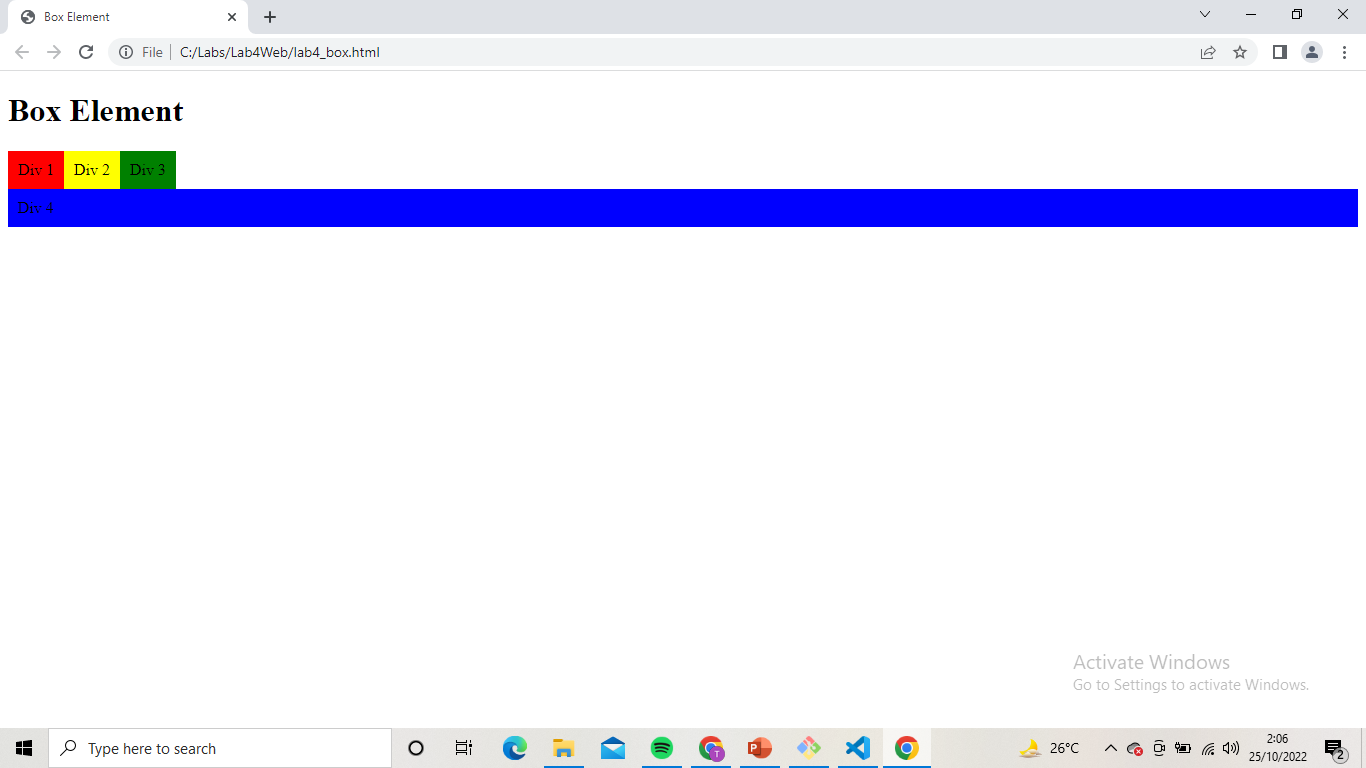 Box Element
File C:/Labs/Lab4Web/lab4_box.html
Box Element
Div 1 Div 2 Div 3
Div 4
Activate Windows
Go to Settings to activate Windows.
Type here to search
T
P
26°C
2:06
25/10/2022
2